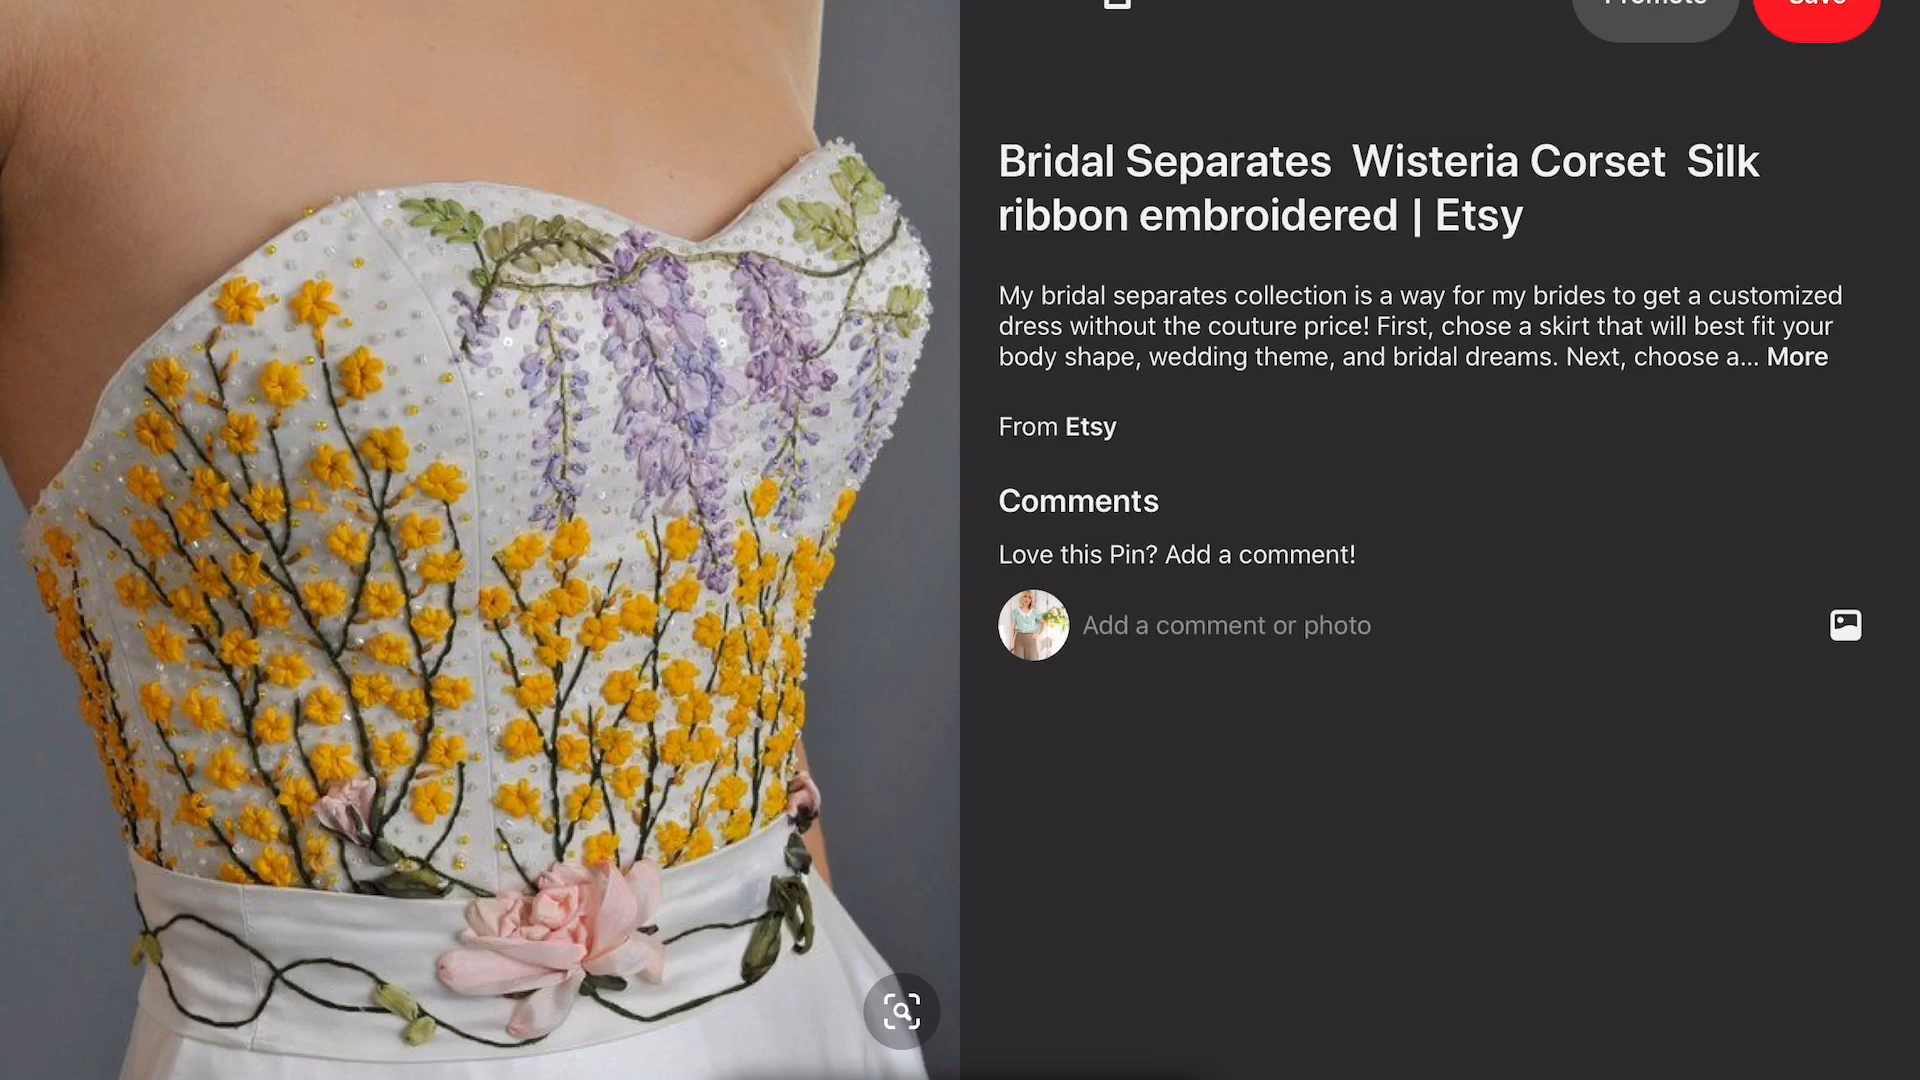 Promote Save
Bridal Separates Wisteria Corset Silk
ribbon embroidered | Etsy
My bridal separates collection is a way for my brides to get a customized
dress without the couture price! First, chose a skirt that will best fit your
body shape, wedding theme, and bridal dreams. Next, choose a... More
From Etsy
Comments
Love this Pin? Add a comment!
Add a comment or photo